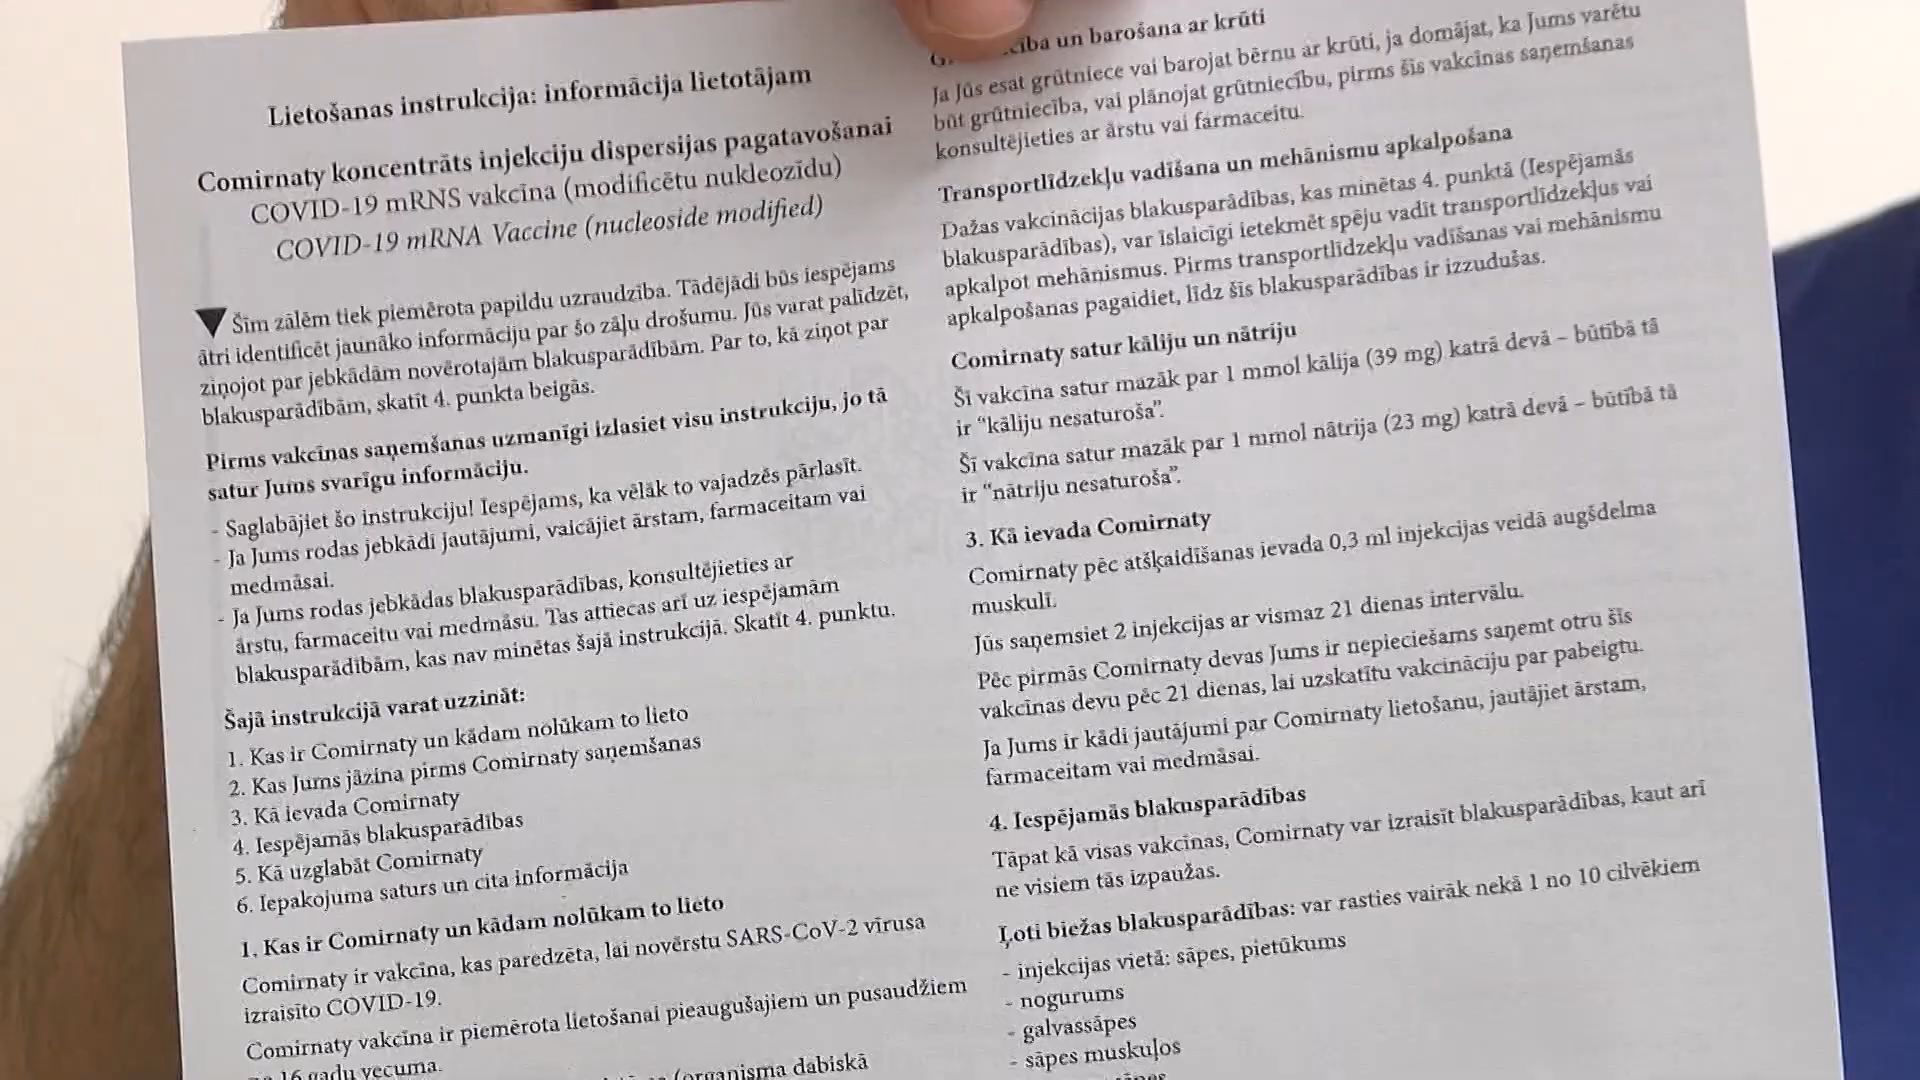 Lietošanas instrukcija: informācija lietotājam
Comirnaty koncentrāts injekciju dispersijas pagatavošanai
COVID-19 mRNS vakcīna (modificētu nukleozīdu)
COVID-19 mRNA Vaccine (nucleoside modified)
▼ Šīm zālēm tiek piemērota papildu uzraudzība. Tādējādi būs iespējams
ātri identificēt jaunāko informāciju par šo zāļu drošumu. Jūs varat palīdzēt,
ziņojot par jebkādām novērotajām blakusparādībām. Par to, kā ziņot par
blakusparādībām, skatīt 4. punkta beigās.
Pirms vakcīnas saņemšanas uzmanīgi izlasiet visu instrukciju, jo tā
satur Jums svarīgu informāciju.
- Saglabājiet šo instrukciju! Iespējams, ka vēlāk to vajadzēs pārlasīt.
- Ja Jums rodas jebkādi jautājumi, vaicājiet ārstam, farmaceitam vai
medmāsai.
- Ja Jums rodas jebkādas blakusparādības, konsultējieties ar
ārstu, farmaceitu vai medmāsu. Tas attiecas arī uz iespējamām
blakusparādībām, kas nav minētas šajā instrukcijā. Skatīt 4. punktu.
Šajā instrukcijā varat uzzināt:
1. Kas ir Comirnaty un kādam nolūkam to lieto
2. Kas Jums jāzina pirms Comirnaty saņemšanas
3. Kā ievada Comirnaty
4. Iespējamās blakusparādības
5. Kā uzglabāt Comirnaty
6. Iepakojuma saturs un cita informācija
1. Kas ir Comirnaty un kādam nolūkam to lieto
Comirnaty ir vakcīna, kas paredzēta, lai novērstu SARS-CoV-2 vīrusa
izraisīto COVID-19.
Comirnaty vakcīna ir piemērota lietošanai pieaugušajiem un pusaudžiem
16 gadu vecuma.
(organisma dabiskā
un barošana ar krūti
Ja Jūs esat grūtniece vai barojat bērnu ar krūti, ja domājat, ka Jums varētu
būt grūtniecība, vai plānojat grūtniecību, pirms šīs vakcīnas saņemšanas
konsultējieties ar ārstu vai farmaceitu.
Transportlīdzekļu vadīšana un mehānismu apkalpošana
Dažas vakcinācijas blakusparādības, kas minētas 4. punktā (Iespējamās
blakusparādības), var īslaicīgi ietekmēt spēju vadīt transportlīdzekļus vai
apkalpot mehānismus. Pirms transportlīdzekļu vadīšanas vai mehānismu
apkalpošanas pagaidiet, līdz šīs blakusparādības ir izzudušas.
Comirnaty satur kāliju un nātriju
Šī vakcīna satur mazāk par 1 mmol kālija (39 mg) katrā devā – būtībā tā
ir “kāliju nesaturoša”.
Šī vakcīna satur mazāk par 1 mmol nātrija (23 mg) katrā devā – būtībā tā
ir “nātriju nesaturoša”.
3. Kā ievada Comirnaty
Comirnaty pēc atšķaidīšanas ievada 0,3 ml injekcijas veidā augšdelma
muskulī.
Jūs saņemsiet 2 injekcijas ar vismaz 21 dienas intervālu.
Pēc pirmās Comirnaty devas Jums ir nepieciešams saņemt otru šīs
vakcīnas devu pēc 21 dienas, lai uzskatītu vakcināciju par pabeigtu.
Ja Jums ir kādi jautājumi par Comirnaty lietošanu, jautājiet ārstam,
farmaceitam vai medmāsai.
4. Iespējamās blakusparādības
Tāpat kā visas vakcīnas, Comirnaty var izraisīt blakusparādības, kaut arī
ne visiem tās izpaužas.
Ļoti biežas blakusparādības: var rasties vairāk nekā 1 no 10 cilvēkiem
- injekcijas vietā: sāpes, pietūkums
- nogurums
- galvassāpes
- sāpes muskuļos